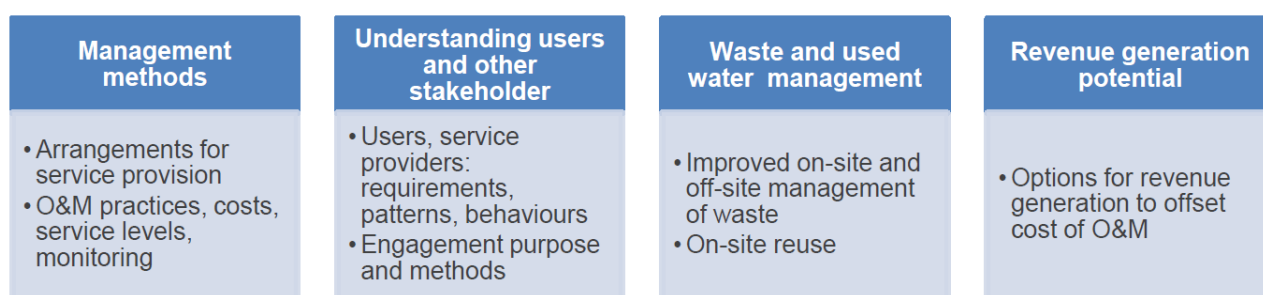 Management
methods
• Arrangements for
service provision
• O&M practices, costs,
service levels,
monitoring
Understanding users
and other
stakeholder
• Users, service
providers:
requirements,
patterns, behaviours
• Engagement purpose
and methods
Waste and used
water management
• Improved on-site and
off-site management
of waste
• On-site reuse
Revenue generation
potential
• Options for revenue
generation to offset
cost of O&M